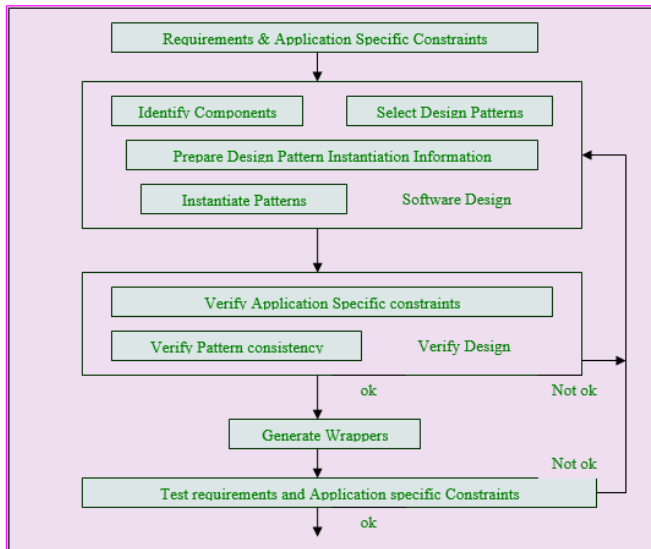 Requirements & Application Specific Constraints
Identify Components
Select Design Patterns
Prepare Design Pattern Instantiation Information
Instantiate Patterns
Software Design
Verify Application Specific constraints
Verify Pattern consistency
Verify Design
ok
Not ok
Generate Wrappers
Not ok
Test requirements and Application specific Constraints
ok